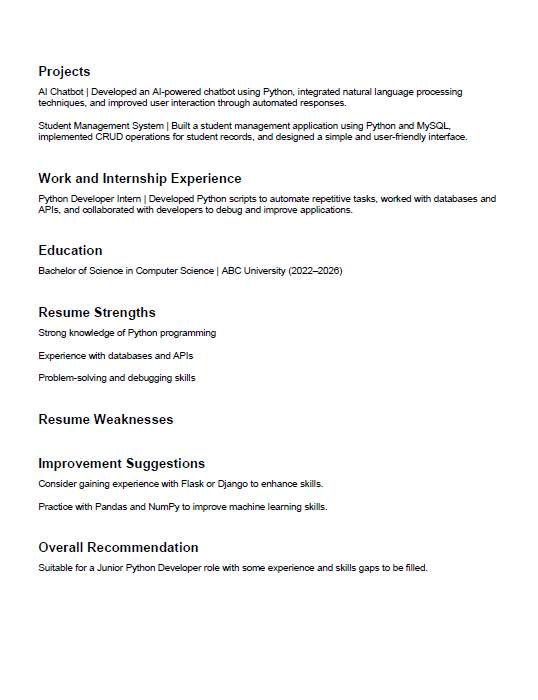 Projects
AI Chatbot | Developed an AI-powered chatbot using Python, integrated natural language processing
techniques, and improved user interaction through automated responses.
Student Management System | Built a student management application using Python and MySQL,
implemented CRUD operations for student records, and designed a simple and user-friendly interface.
Work and Internship Experience
Python Developer Intern | Developed Python scripts to automate repetitive tasks, worked with databases and
APIs, and collaborated with developers to debug and improve applications.
Education
Bachelor of Science in Computer Science | ABC University (2022–2026)
Resume Strengths
Strong knowledge of Python programming
Experience with databases and APIs
Problem-solving and debugging skills
Resume Weaknesses
Improvement Suggestions
Consider gaining experience with Flask or Django to enhance skills.
Practice with Pandas and NumPy to improve machine learning skills.
Overall Recommendation
Suitable for a Junior Python Developer role with some experience and skills gaps to be filled.